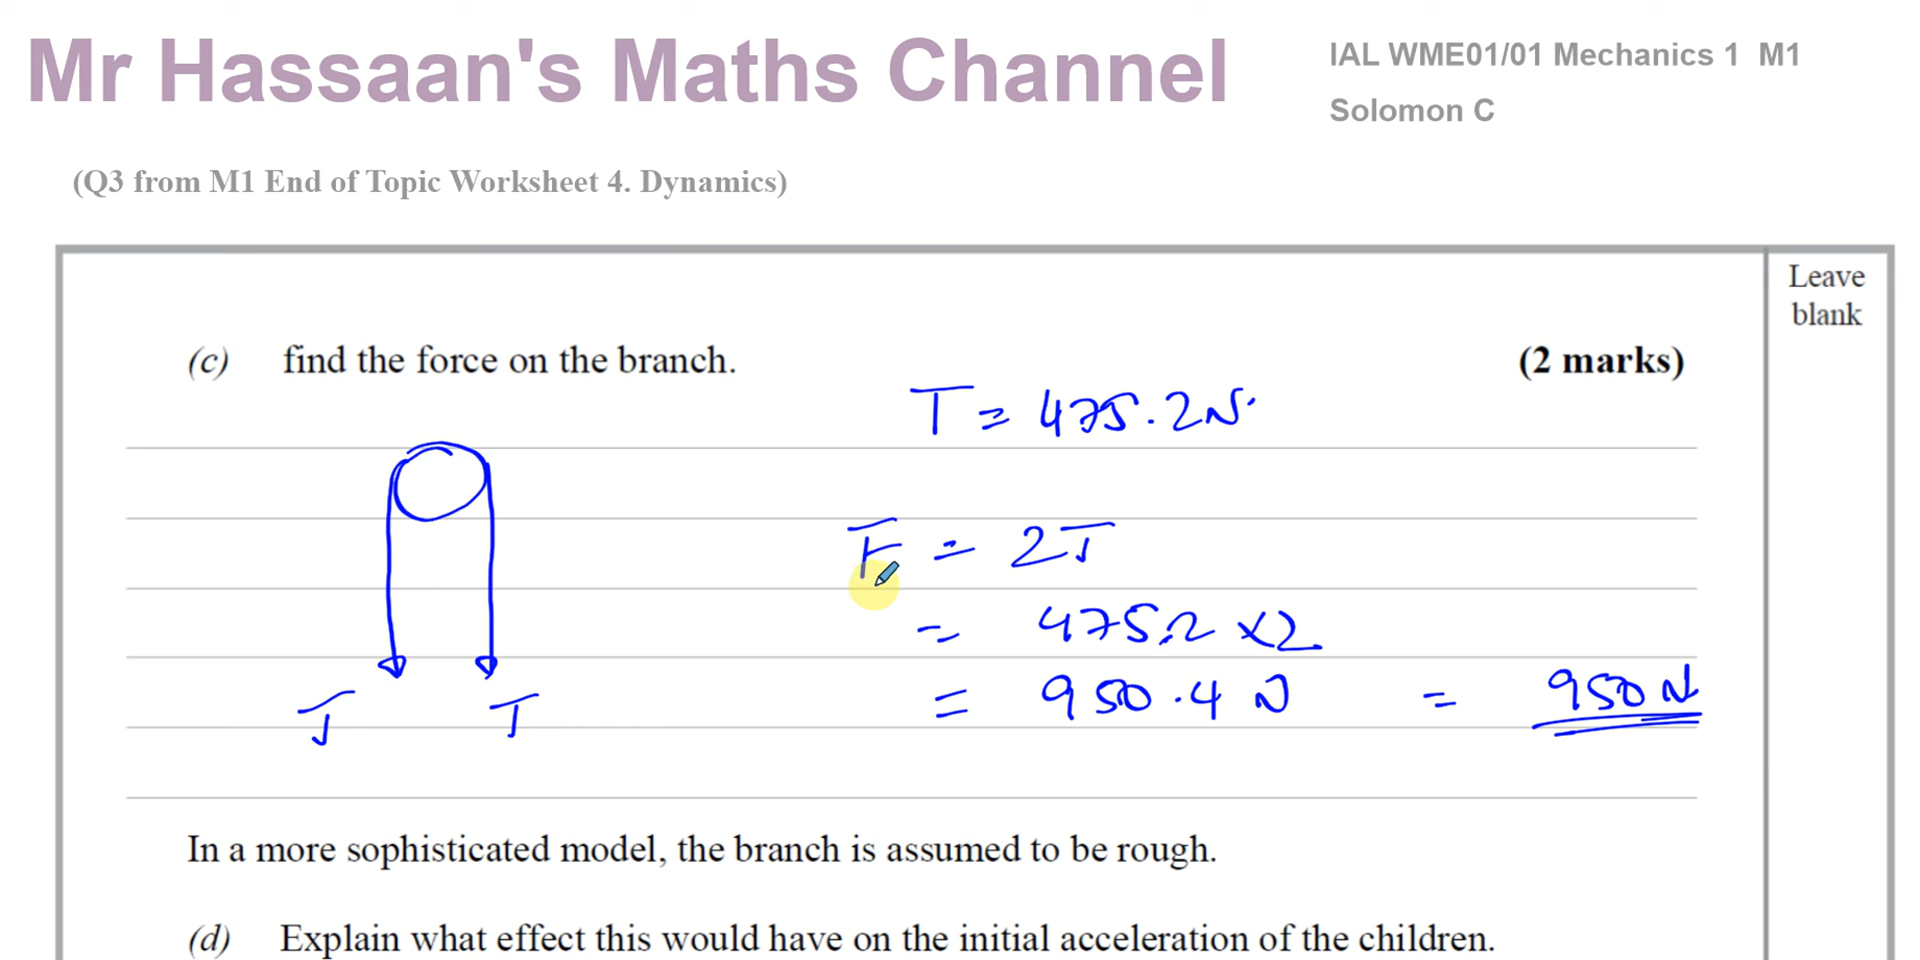 Mr Hassaan's Maths Channel
IAL WME01/01 Mechanics 1 M1
Solomon C
(Q3 from M1 End of Topic Worksheet 4. Dynamics)
Leave
blank
(c) find the force on the branch. (2 marks)
T = 475.2N.
F = 2T
= 475.2 ×2
= 950.4 N = 950 N
T T
In a more sophisticated model, the branch is assumed to be rough.
(d) Explain what effect this would have on the initial acceleration of the children.